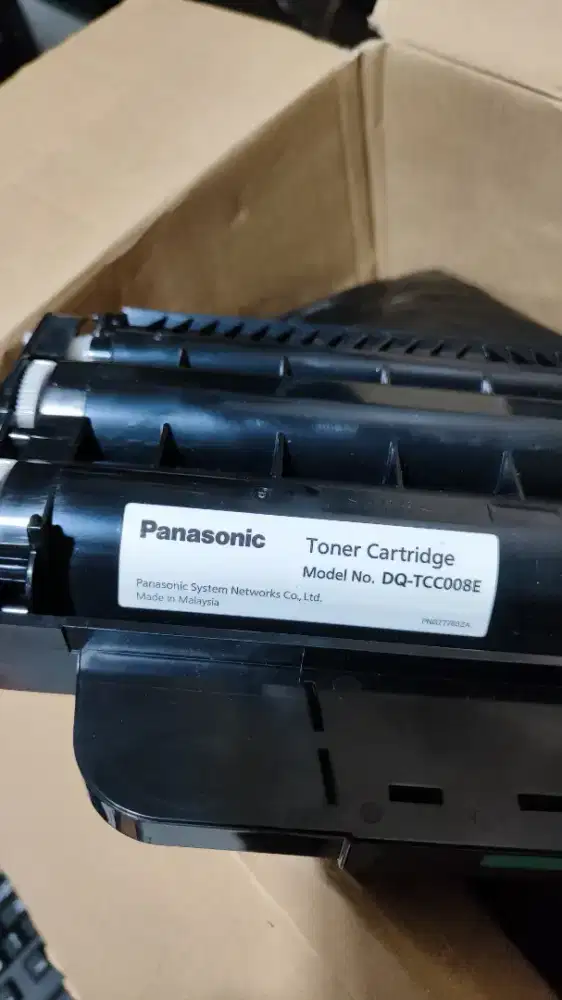 Panasonic
Toner Cartridge
Model No. DQ-TCC008E
Panasonic System Networks Co., Ltd.
Made in Malaysia